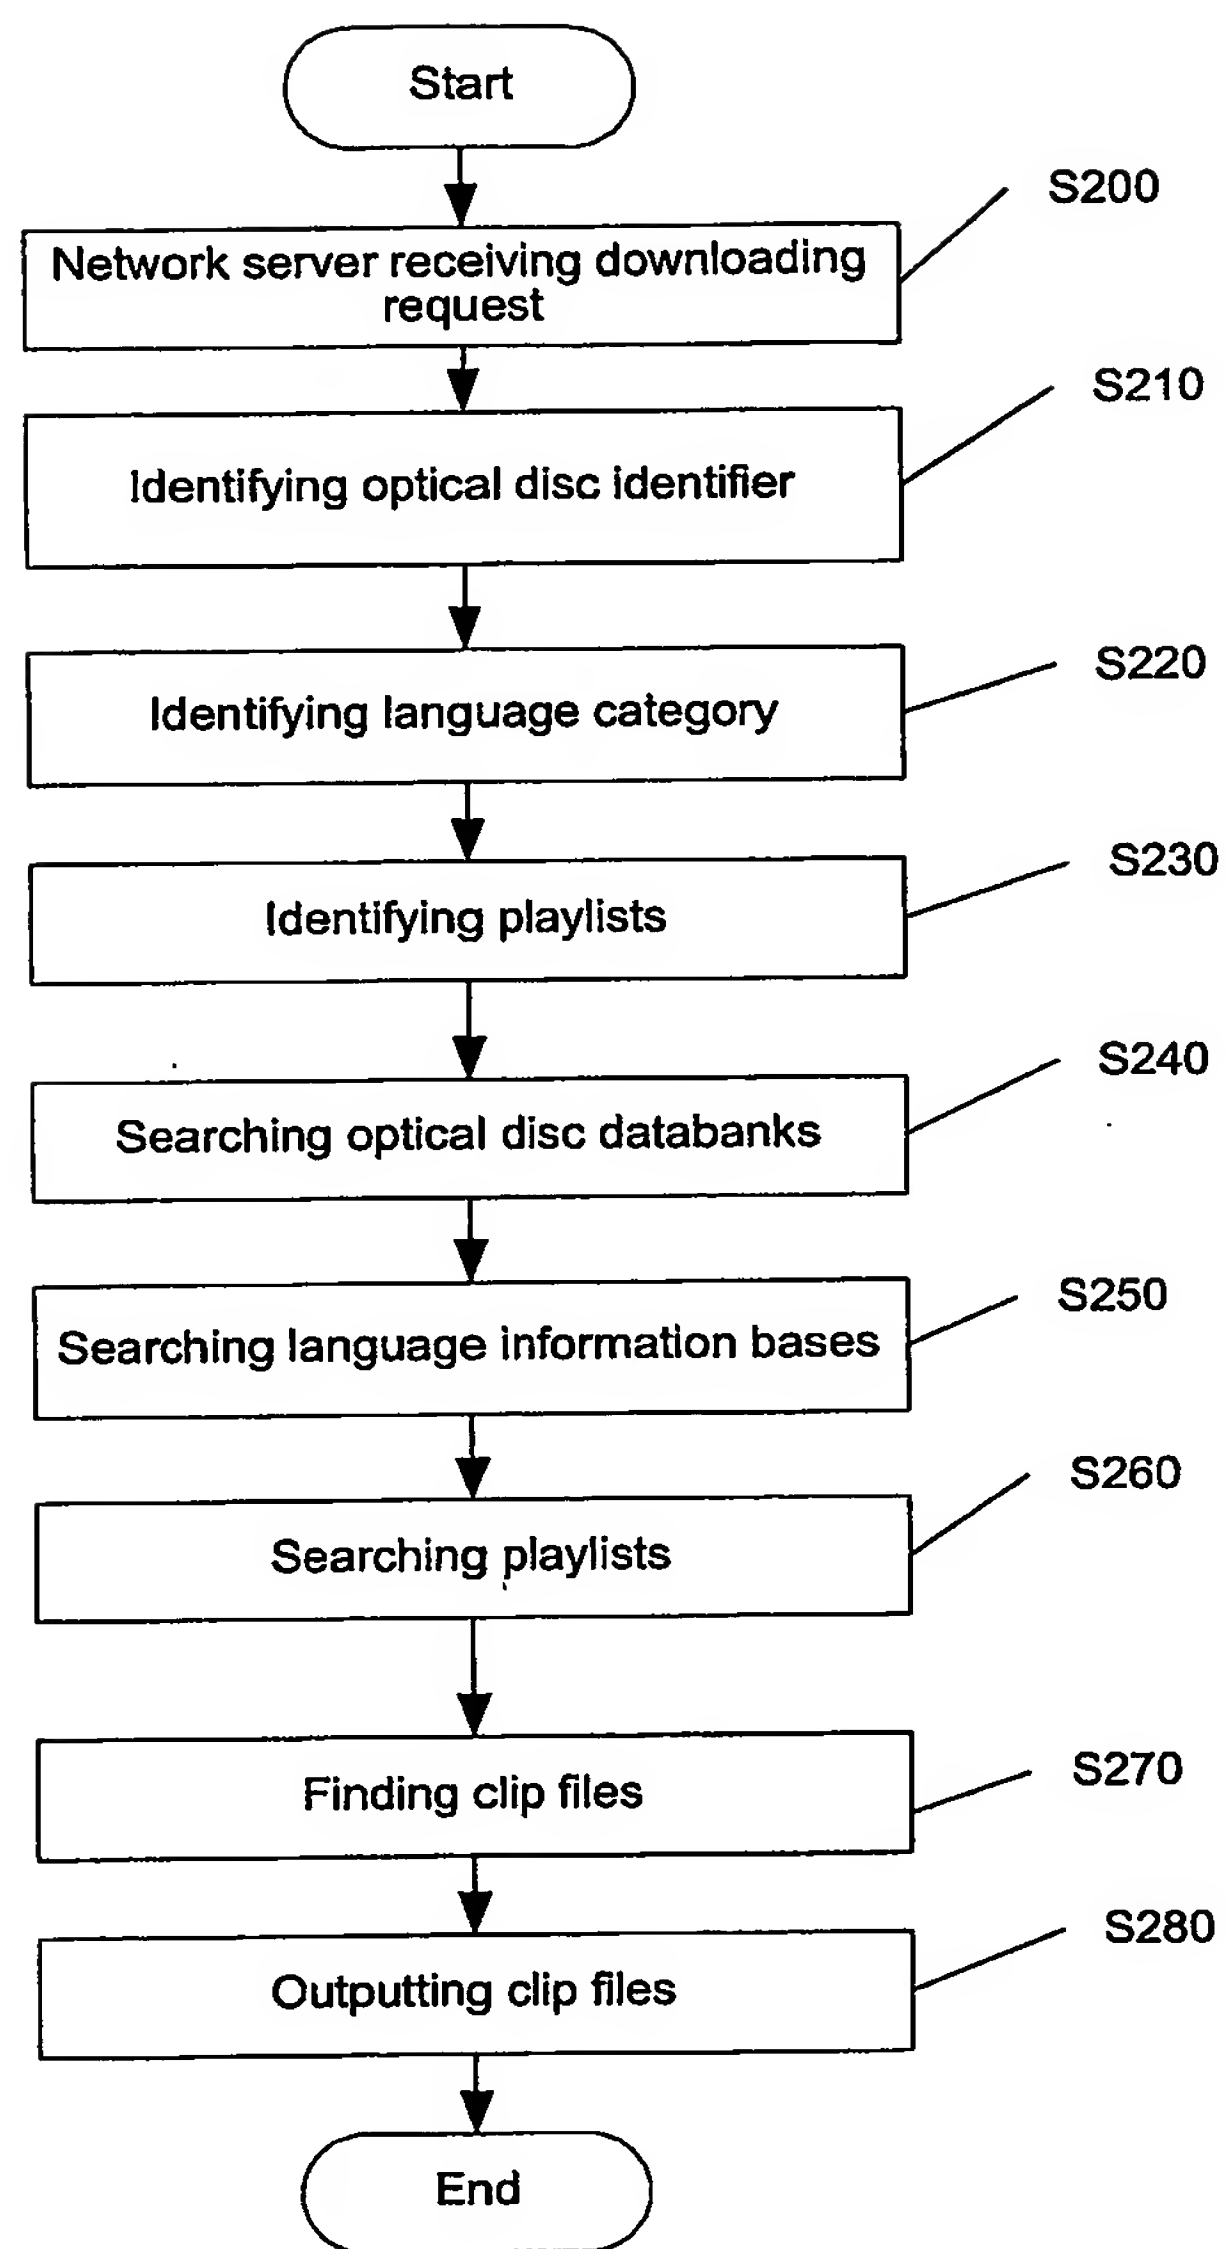 Start
S200
Network server receiving downloading
request
S210
Identifying optical disc identifier
S220
Identifying language category
S230
Identifying playlists
S240
Searching optical disc databanks
S250
Searching language information bases
S260
Searching playlists
S270
Finding clip files
S280
Outputting clip files
End